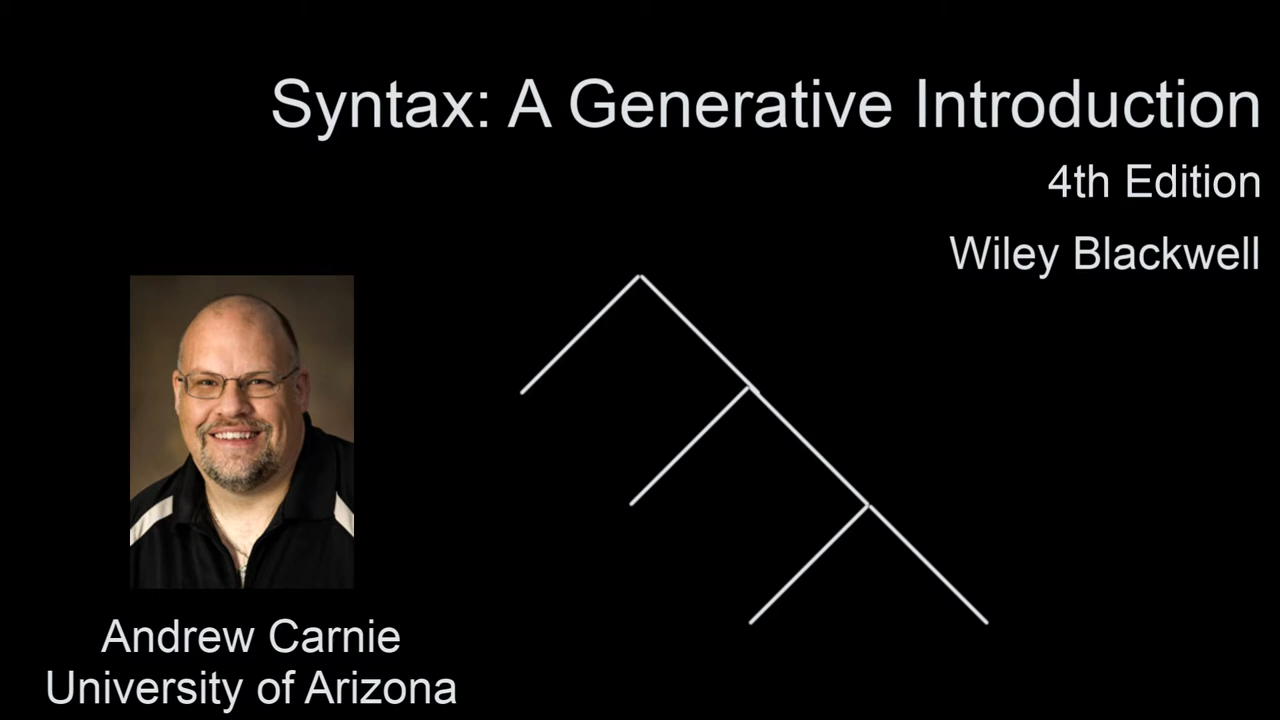 Syntax: A Generative Introduction
4th Edition
Wiley Blackwell
Andrew Carnie
University of Arizona